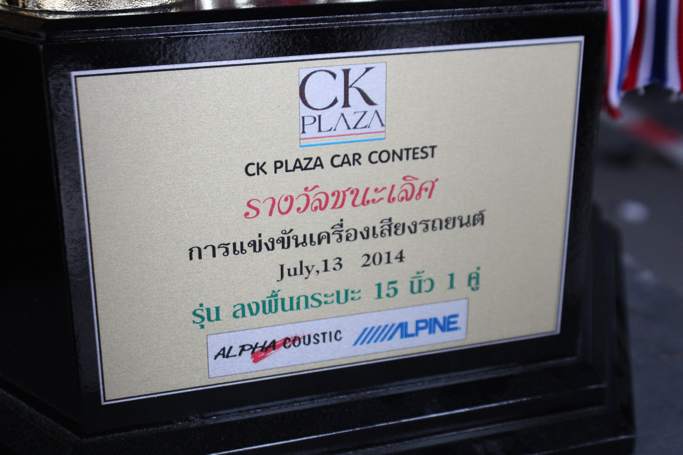 CK
PLAZA
CK PLAZA CAR CONTEST
รางวัลชนะเลิศ
การแข่งขันเครื่องเสียงรถยนต์
July,13 2014
รุ่น ลงพื้นกระบะ 15 นิ้ว 1 คู่
ALPHA COUSTIC ALPINE